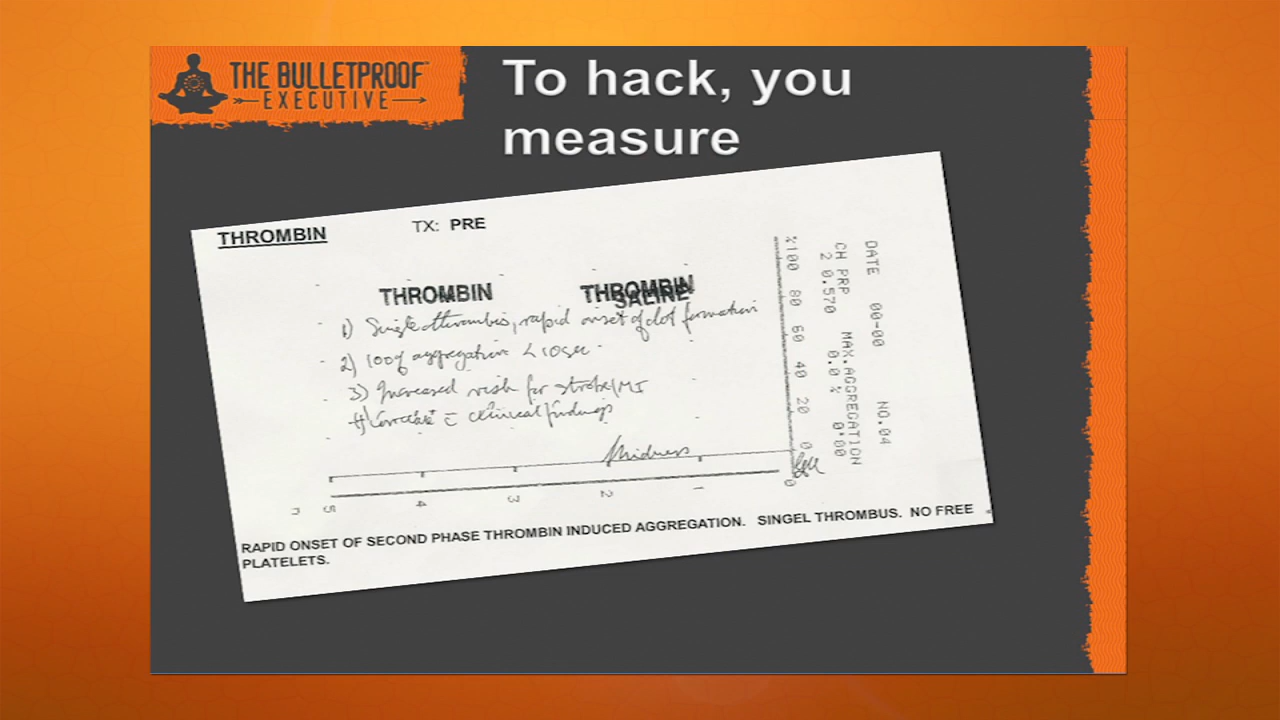 THE BULLETPROOF
EXECUTIVE
To hack, you
measure
THROMBIN
TX: PRE
THROMBIN
THROMBIN
SALINE
1) Single thrombus, rapid onset of clot formation
2) 100% aggregation < 10sec
3) Increased risk for stroke/MI
4) Correlate c clinical findings
DATE 00-00 NO.04
CH PRP MAX.AGGREGATION
2 0.570 0.0 % 0'00
%100 80 60 40 20 0
5 4 3 2 1 0
RAPID ONSET OF SECOND PHASE THROMBIN INDUCED AGGREGATION. SINGEL THROMBUS. NO FREE
PLATELETS.